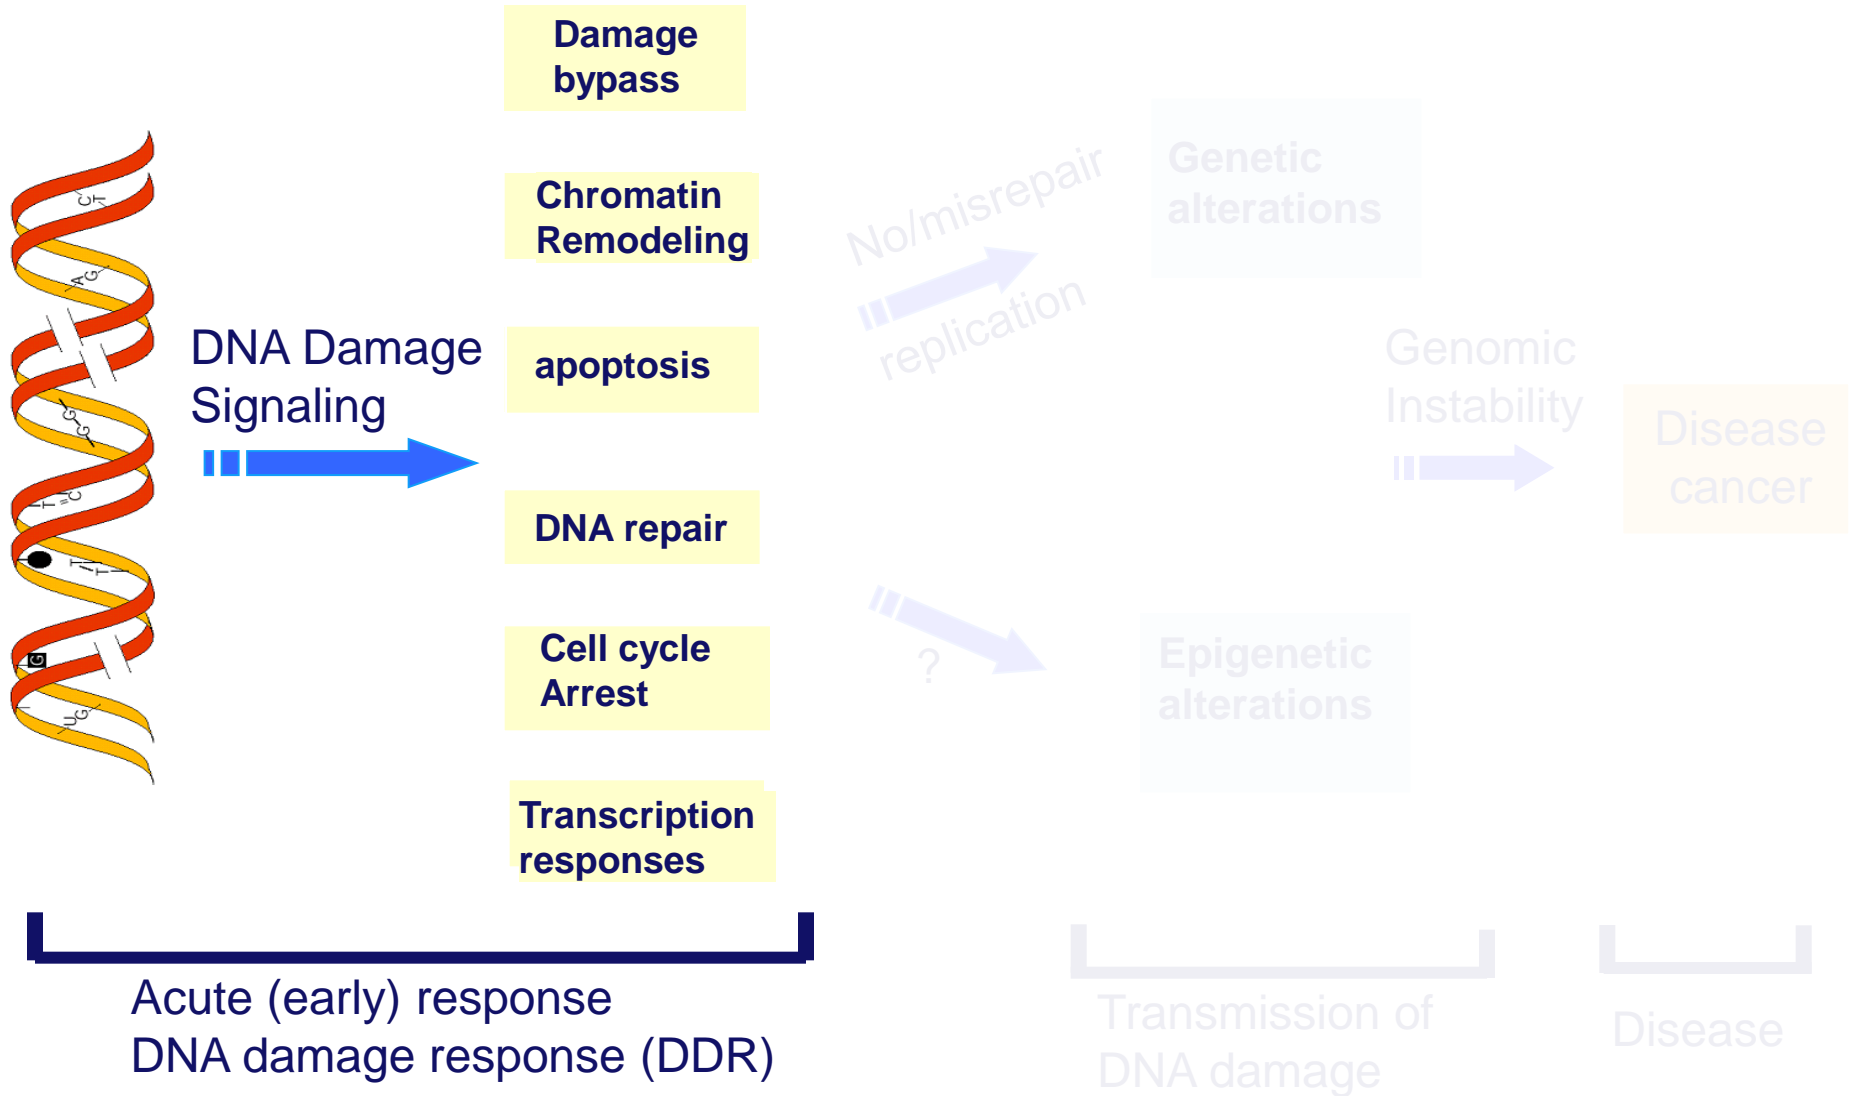 Damage
bypass
Chromatin
Remodeling
apoptosis
DNA repair
Cell cycle
Arrest
Transcription
responses
DNA Damage
Signaling
C
T
A
G
G
G
T
C
T
T
G
U
G
No/misrepair
replication
?
Genetic
alterations
Epigenetic
alterations
Genomic
Instability
Disease
cancer
Acute (early) response
DNA damage response (DDR)
Transmission of
DNA damage
Disease